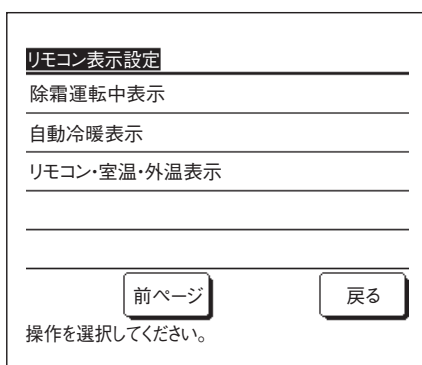 リモコン表示設定
除霜運転中表示
自動冷暖表示
リモコン・室温・外温表示
前ページ 戻る
操作を選択してください。